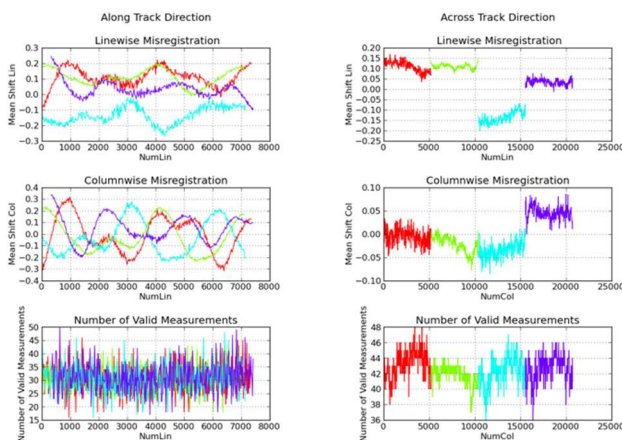 Along Track Direction
Across Track Direction
Linewise Misregistration
Mean Shift Lin
0.3
0.2
0.1
0.0
−0.1
−0.2
−0.3
0 1000 2000 3000 4000 5000 6000 7000 8000
NumLin
Linewise Misregistration
Mean Shift Lin
0.20
0.15
0.10
0.05
0.00
−0.05
−0.10
−0.15
−0.20
−0.25
0 5000 10000 15000 20000 25000
NumLin
Columnwise Misregistration
Mean Shift Col
0.4
0.3
0.2
0.1
0.0
−0.1
−0.2
−0.3
−0.4
0 1000 2000 3000 4000 5000 6000 7000 8000
NumLin
Columnwise Misregistration
Mean Shift Col
0.10
0.05
0.00
−0.05
−0.10
0 5000 10000 15000 20000 25000
NumCol
Number of Valid Measurements
Number of Valid Measurements
50
45
40
35
30
25
20
15
0 1000 2000 3000 4000 5000 6000 7000 8000
NumLin
Number of Valid Measurements
Number of Valid Measurements
48
46
44
42
40
38
36
0 5000 10000 15000 20000 25000
NumCol